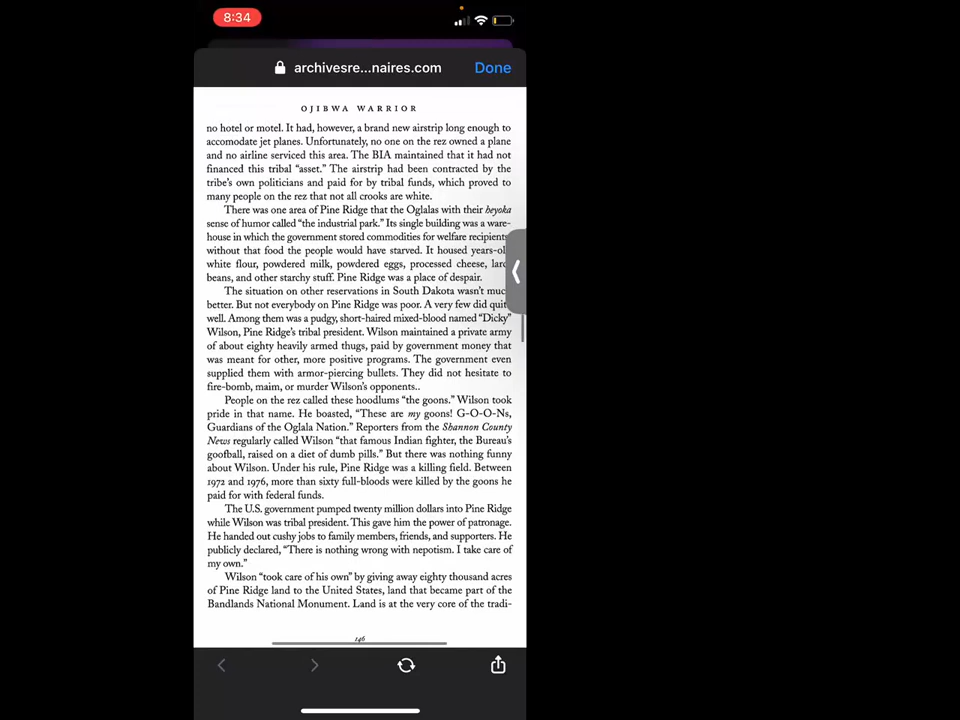 8:34
archivesre...naires.com
Done
OJIBWA WARRIOR
no hotel or motel. It had, however, a brand new airstrip long enough to
accomodate jet planes. Unfortunately, no one on the rez owned a plane
and no airline serviced this area. The BIA maintained that it had not
financed this tribal “asset.” The airstrip had been contracted by the
tribe’s own politicians and paid for by tribal funds, which proved to
many people on the rez that not all crooks are white.
There was one area of Pine Ridge that the Oglalas with their heyoka
sense of humor called “the industrial park.” Its single building was a ware-
house in which the government stored commodities for welfare recipients
without that food the people would have starved. It housed years-ol
white flour, powdered milk, powdered eggs, processed cheese, lard
beans, and other starchy stuff. Pine Ridge was a place of despair.
The situation on other reservations in South Dakota wasn’t muc
better. But not everybody on Pine Ridge was poor. A very few did quit
well. Among them was a pudgy, short-haired mixed-blood named “Dicky”
Wilson, Pine Ridge’s tribal president. Wilson maintained a private army
of about eighty heavily armed thugs, paid by government money that
was meant for other, more positive programs. The government even
supplied them with armor-piercing bullets. They did not hesitate to
fire-bomb, maim, or murder Wilson’s opponents..
People on the rez called these hoodlums “the goons.” Wilson took
pride in that name. He boasted, “These are my goons! G-O-O-Ns,
Guardians of the Oglala Nation.” Reporters from the Shannon County
News regularly called Wilson “that famous Indian fighter, the Bureau’s
goofball, raised on a diet of dumb pills.” But there was nothing funny
about Wilson. Under his rule, Pine Ridge was a killing field. Between
1972 and 1976, more than sixty full-bloods were killed by the goons he
paid for with federal funds.
The U.S. government pumped twenty million dollars into Pine Ridge
while Wilson was tribal president. This gave him the power of patronage.
He handed out cushy jobs to family members, friends, and supporters. He
publicly declared, “There is nothing wrong with nepotism. I take care of
my own.”
Wilson “took care of his own” by giving away eighty thousand acres
of Pine Ridge land to the United States, land that became part of the
Bandlands National Monument. Land is at the very core of the tradi-
146